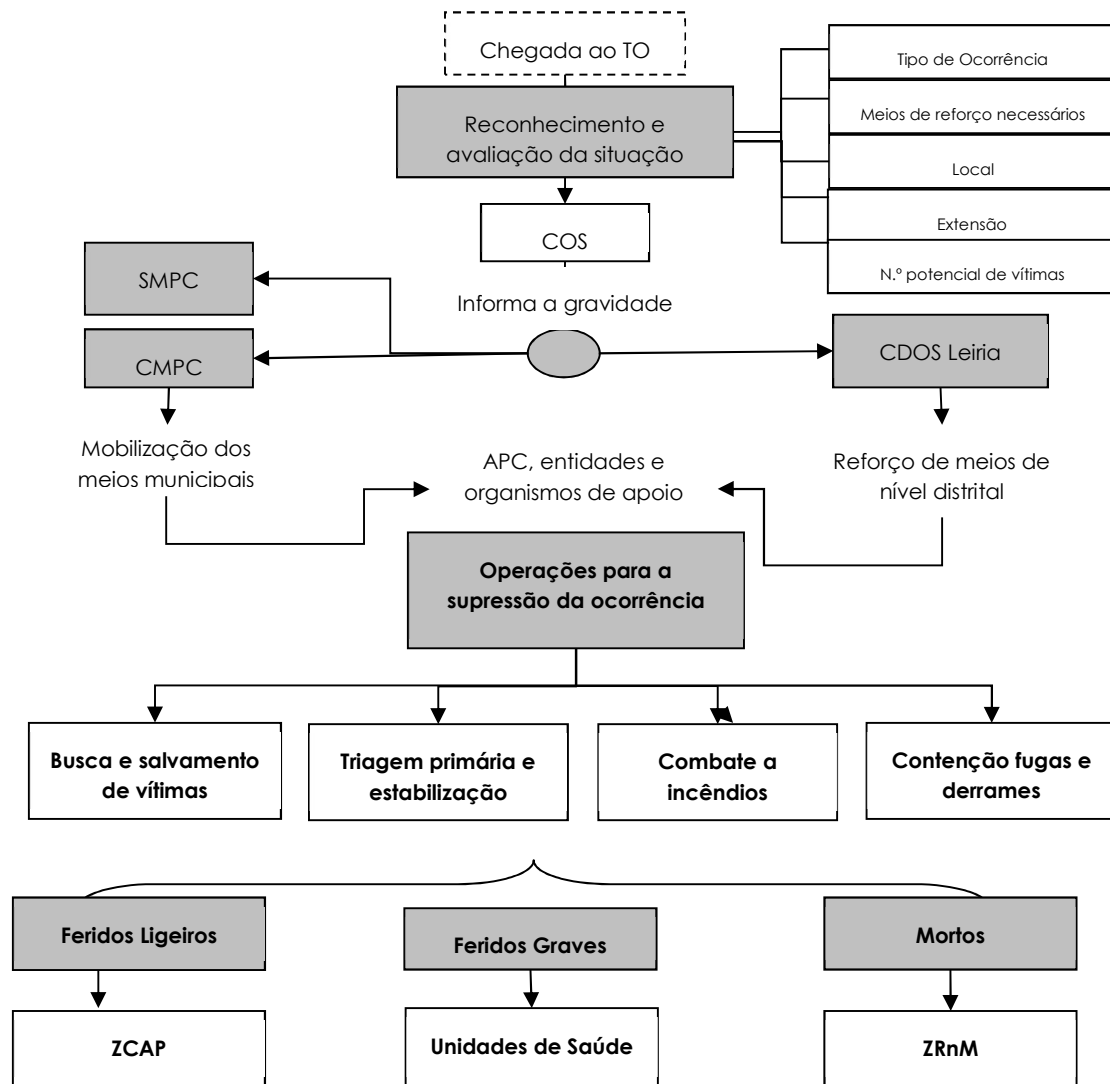 Chegada ao TO
Tipo de Ocorrência
Reconhecimento e
avaliação da situação
Meios de reforço necessários
Local
Extensão
N.º potencial de vítimas
COS
SMPC
Informa a gravidade
CMPC
CDOS Leiria
Mobilização dos
meios municipais
APC, entidades e
organismos de apoio
Reforço de meios de
nível distrital
Operações para a
supressão da ocorrência
Busca e salvamento
de vítimas
Triagem primária e
estabilização
Combate a
incêndios
Contenção fugas e
derrames
Feridos Ligeiros
Feridos Graves
Mortos
ZCAP
Unidades de Saúde
ZRnM